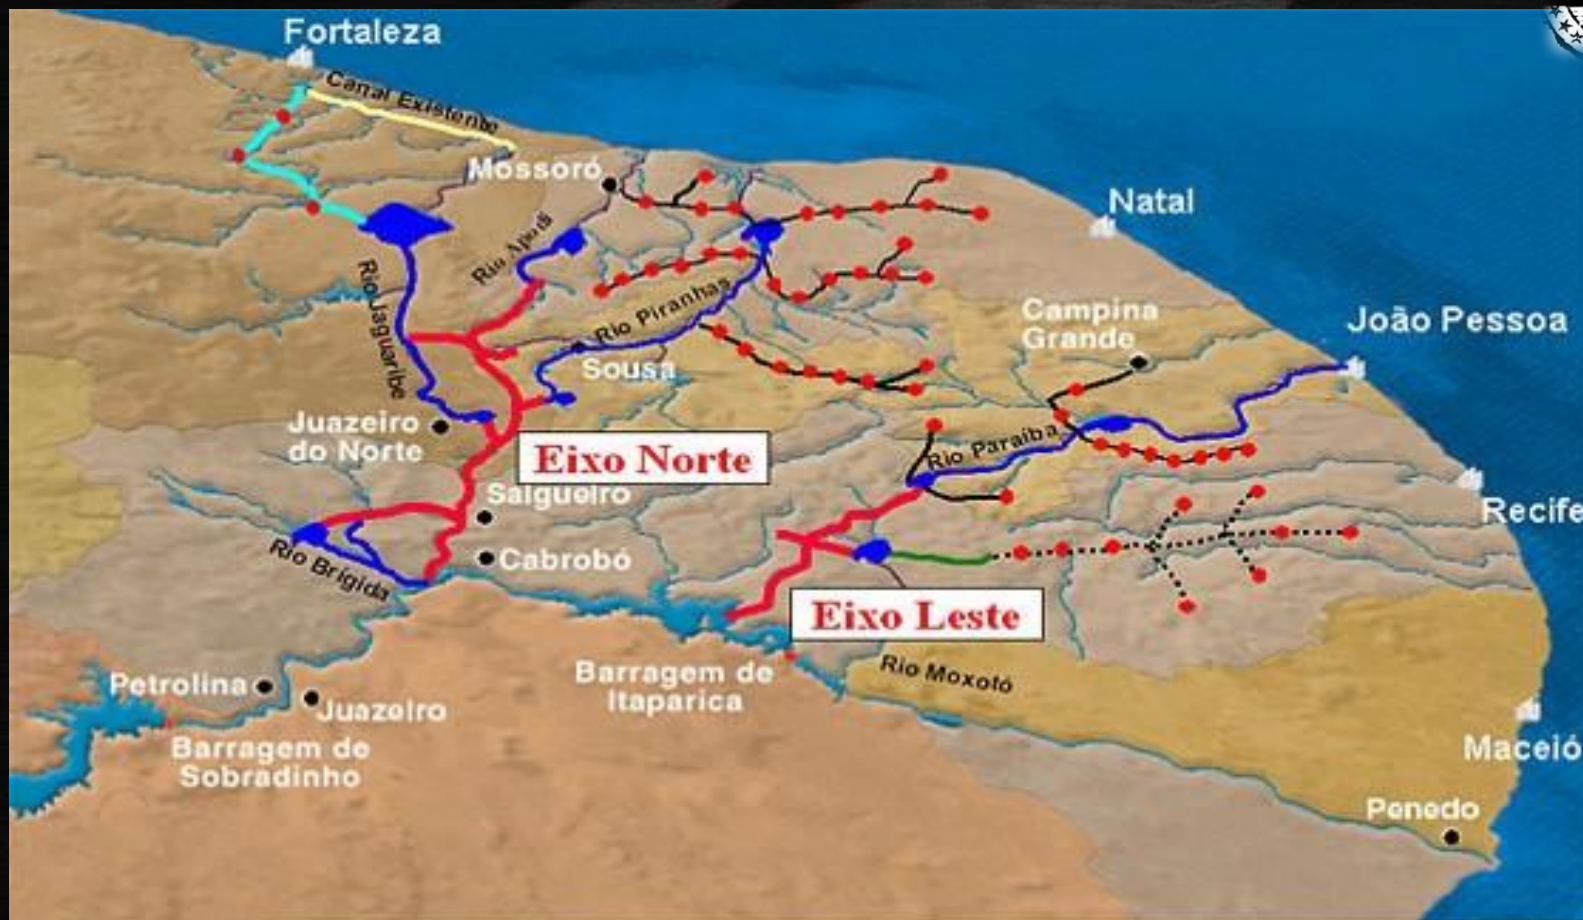 Fortaleza
Canal Existente
Mossoró
Natal
Rio Apodi
Rio Jaguaribe
Rio Piranhas
Campina
Grande
João Pessoa
Sousa
Juazeiro
do Norte
Eixo Norte
Rio Paraíba
Salgueiro
Recife
Cabrobó
Rio Brígida
Eixo Leste
Barragem de
Itaparica
Rio Moxotó
Petrolina
Juazeiro
Barragem de
Sobradinho
Maceió
Penedo